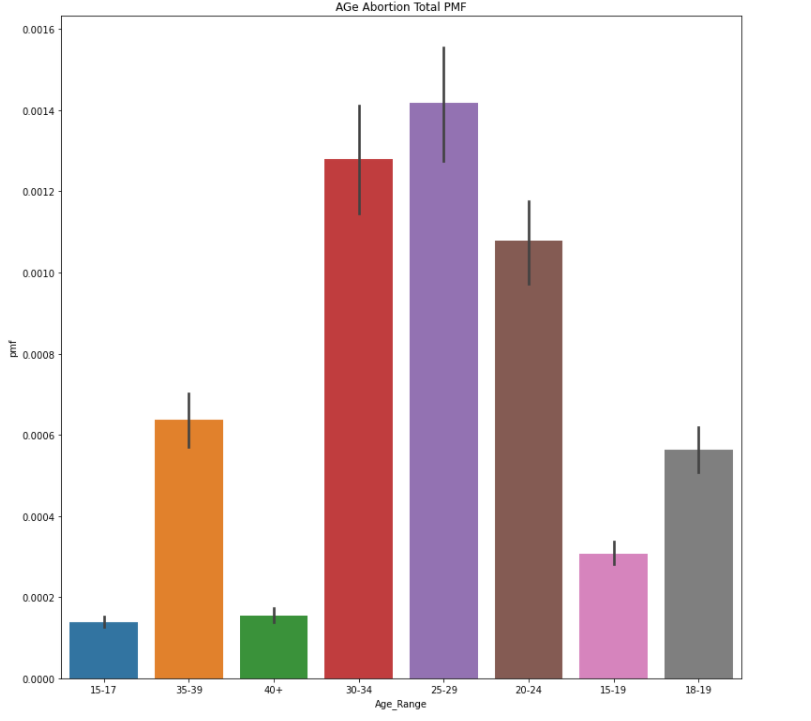 AGe Abortion Total PMF
0.0016
0.0014
0.0012
0.0010
0.0008
0.0006
0.0004
0.0002
0.0000
pmf
15-17 35-39 40+ 30-34 25-29 20-24 15-19 18-19
Age_Range